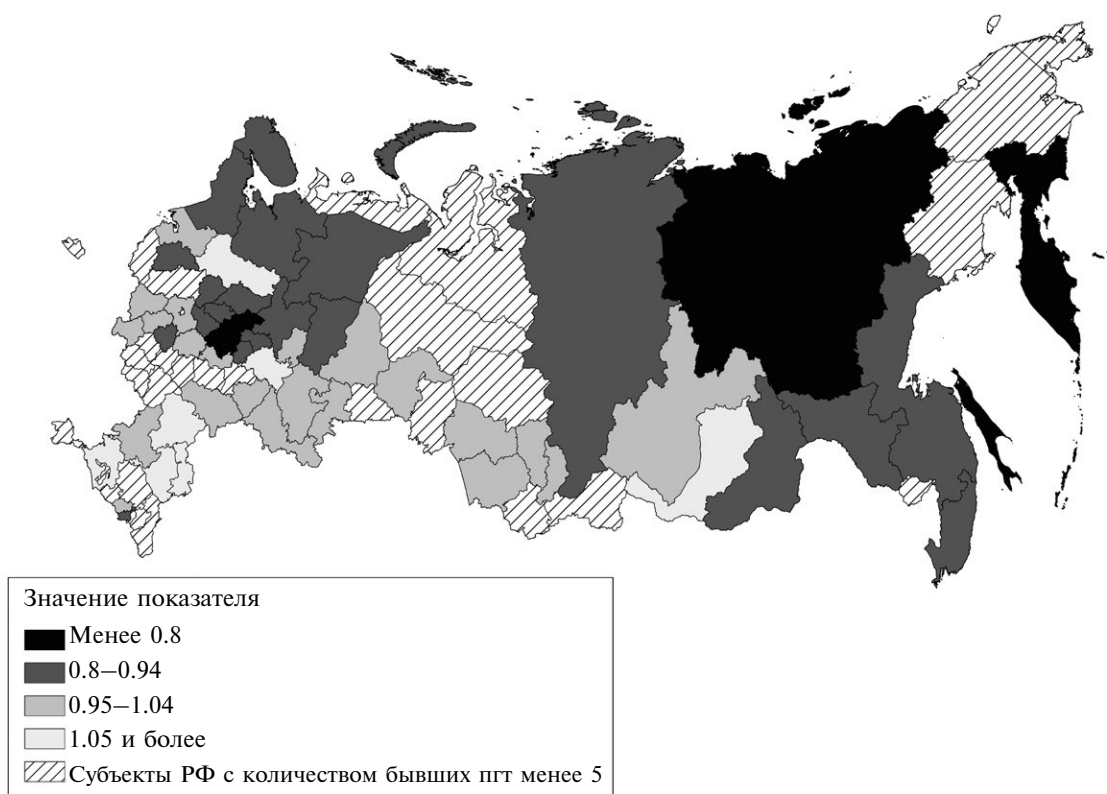 Значение показателя
Менее 0.8
0.8–0.94
0.95–1.04
1.05 и более
Субъекты РФ с количеством бывших пгт менее 5